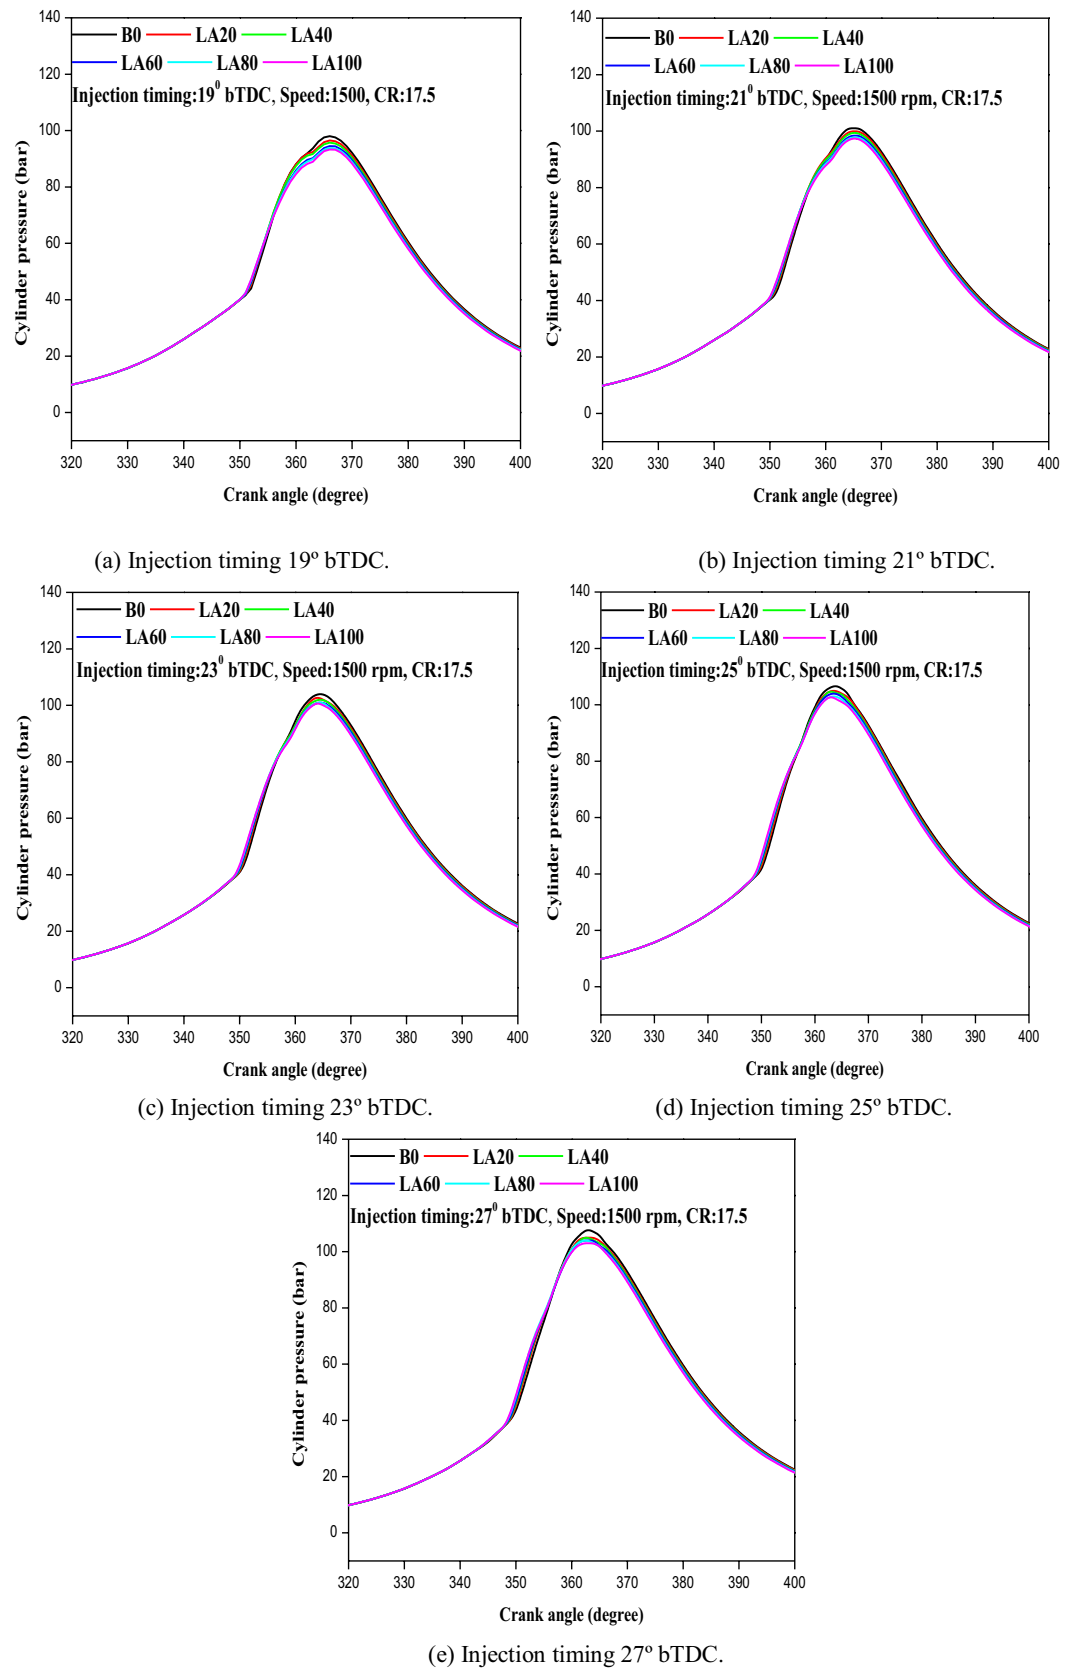 B0 LA20 LA40
LA60 LA80 LA100
Injection timing:19⁰ bTDC, Speed:1500, CR:17.5
Cylinder pressure (bar)
140
120
100
80
60
40
20
0
320 330 340 350 360 370 380 390 400
Crank angle (degree)
(a) Injection timing 19º bTDC.
B0 LA20 LA40
LA60 LA80 LA100
Injection timing:21⁰ bTDC, Speed:1500 rpm, CR:17.5
Cylinder pressure (bar)
140
120
100
80
60
40
20
0
320 330 340 350 360 370 380 390 400
Crank angle (degree)
(b) Injection timing 21º bTDC.
B0 LA20 LA40
LA60 LA80 LA100
Injection timing:23⁰ bTDC, Speed:1500 rpm, CR:17.5
Cylinder pressure (bar)
140
120
100
80
60
40
20
0
320 330 340 350 360 370 380 390 400
Crank angle (degree)
(c) Injection timing 23º bTDC.
B0 LA20 LA40
LA60 LA80 LA100
Injection timing:25⁰ bTDC, Speed:1500 rpm, CR:17.5
Cylinder pressure (bar)
140
120
100
80
60
40
20
0
320 330 340 350 360 370 380 390 400
Crank angle (degree)
(d) Injection timing 25º bTDC.
B0 LA20 LA40
LA60 LA80 LA100
Injection timing:27⁰ bTDC, Speed:1500 rpm, CR:17.5
Cylinder pressure (bar)
140
120
100
80
60
40
20
0
320 330 340 350 360 370 380 390 400
Crank angle (degree)
(e) Injection timing 27º bTDC.